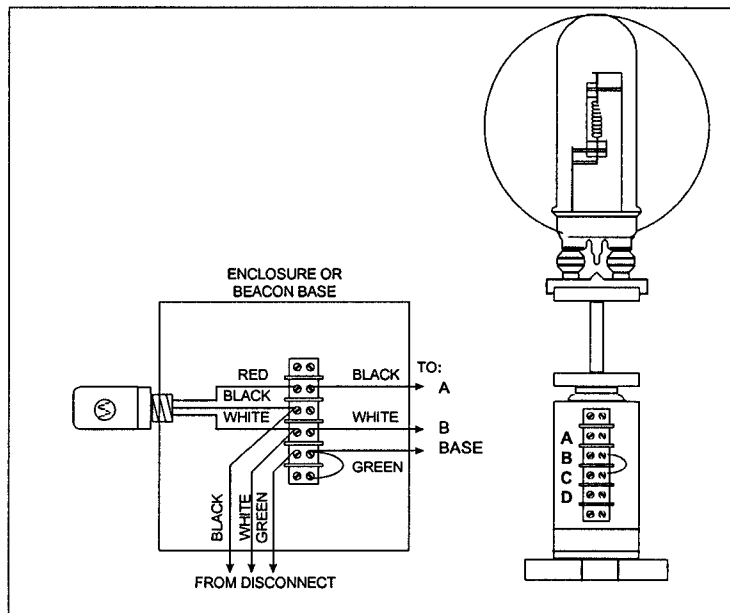 ENCLOSURE OR
BEACON BASE
TO:
RED
BLACK
A
BLACK
WHITE
WHITE
B
BASE
GREEN
BLACK
WHITE
GREEN
FROM DISCONNECT
A
B
C
D